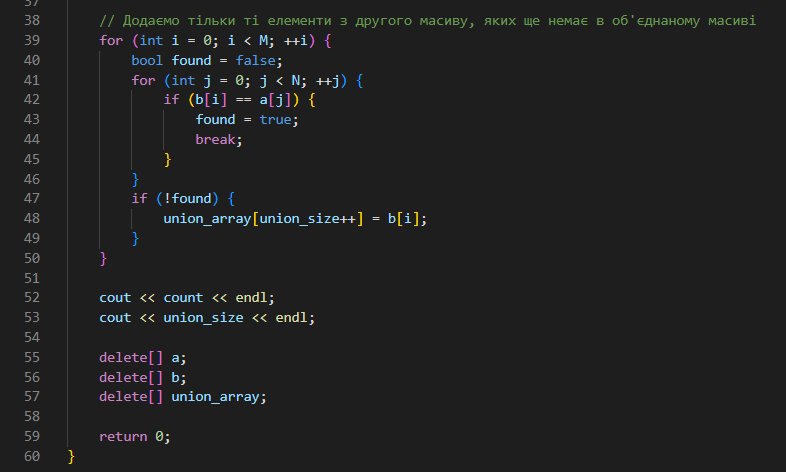 37
38 // Додаємо тільки ті елементи з другого масиву, яких ще немає в об'єднаному масиві
39 for (int i = 0; i < M; ++i) {
40 bool found = false;
41 for (int j = 0; j < N; ++j) {
42 if (b[i] == a[j]) {
43 found = true;
44 break;
45 }
46 }
47 if (!found) {
48 union_array[union_size++] = b[i];
49 }
50 }
51
52 cout << count << endl;
53 cout << union_size << endl;
54
55 delete[] a;
56 delete[] b;
57 delete[] union_array;
58
59 return 0;
60 }